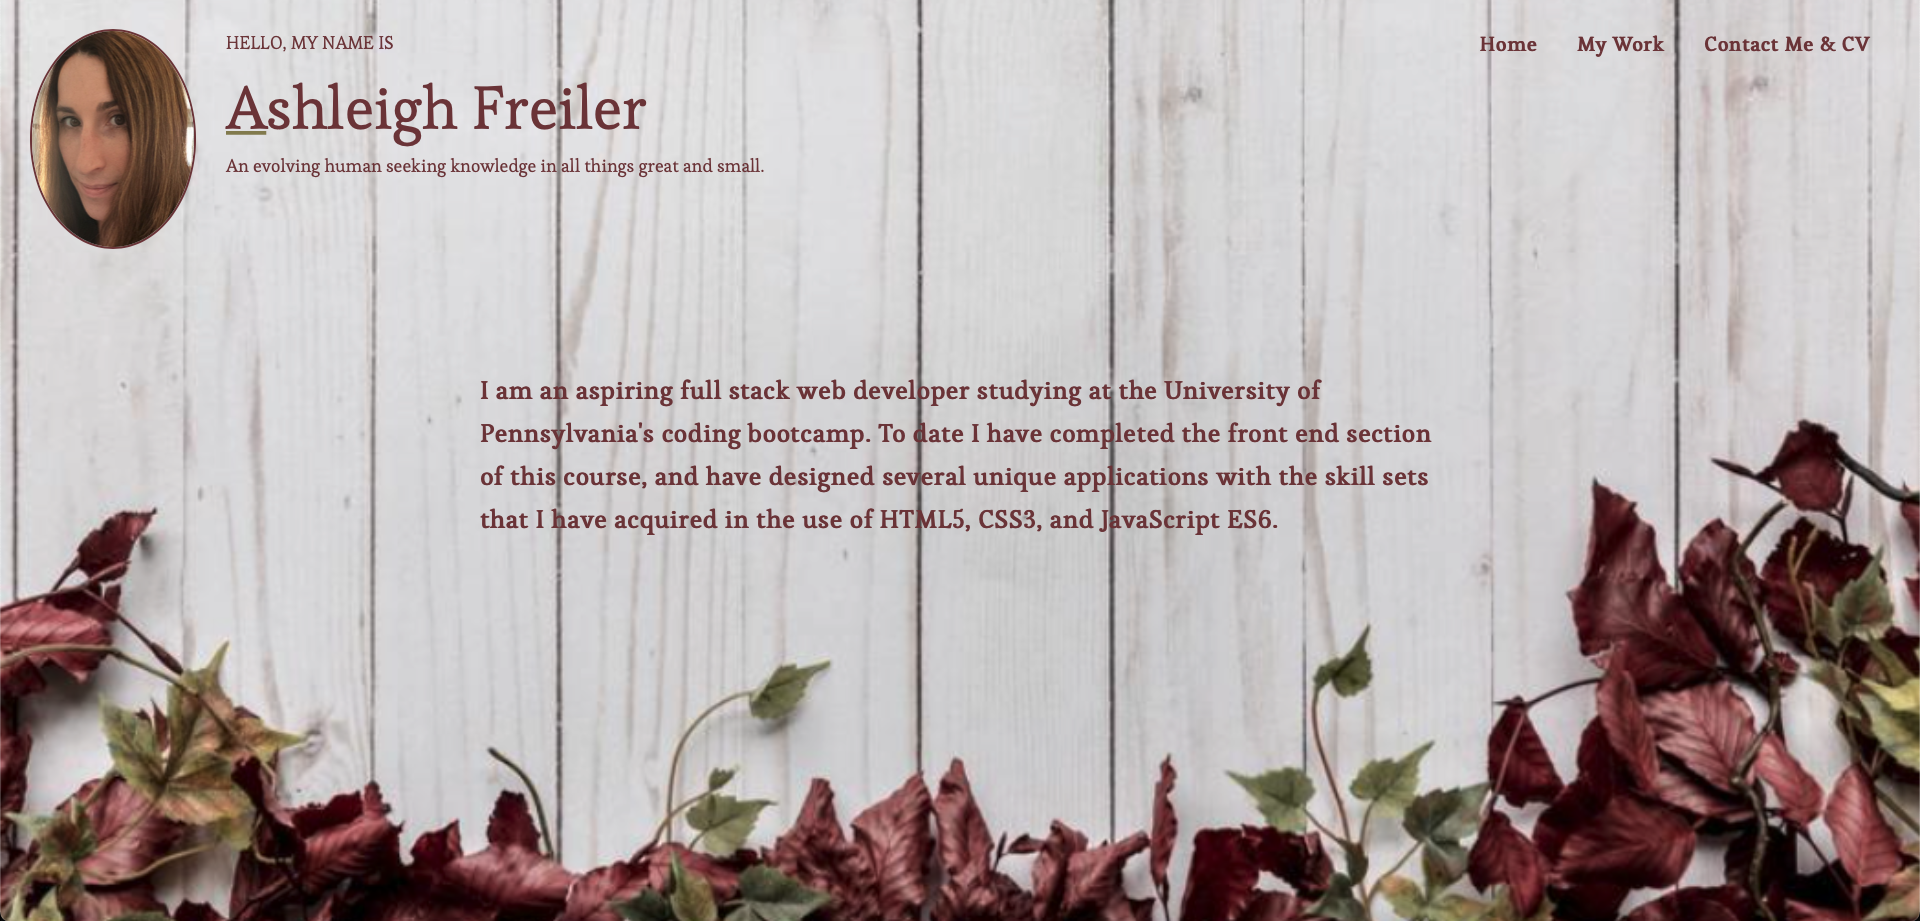 HELLO, MY NAME IS
Ashleigh Freiler
An evolving human seeking knowledge in all things great and small.
Home
My Work
Contact Me & CV
I am an aspiring full stack web developer studying at the University of
Pennsylvania's coding bootcamp. To date I have completed the front end section
of this course, and have designed several unique applications with the skill sets
that I have acquired in the use of HTML5, CSS3, and JavaScript ES6.